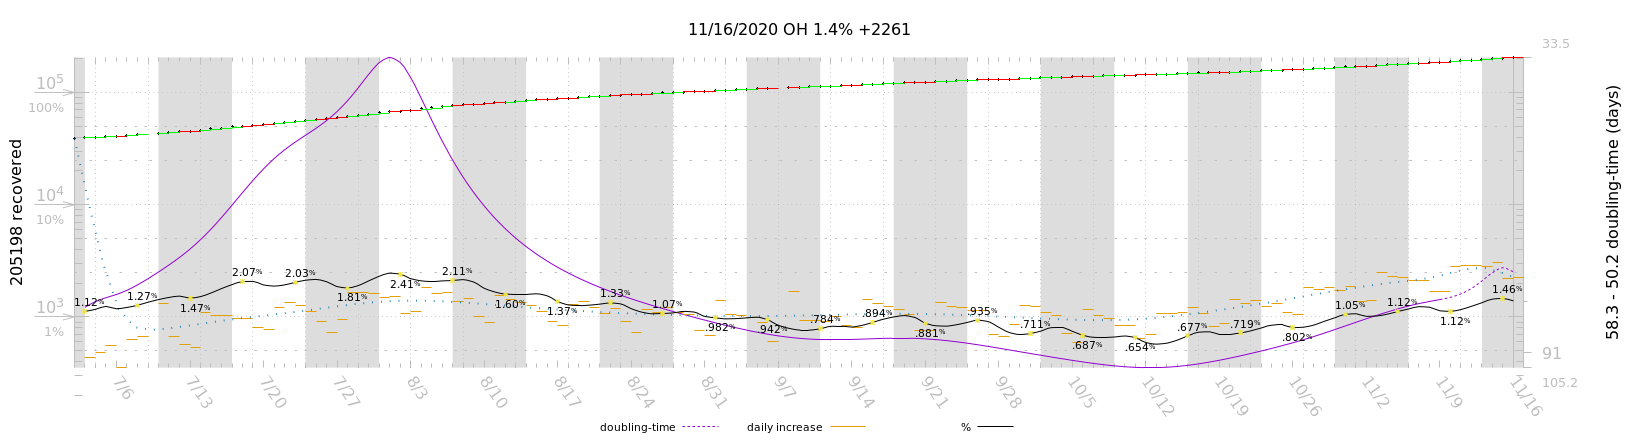 11/16/2020 OH 1.4% +2261
33.5
10⁵
100%
10⁴
10%
10³
1%
205198 recovered
58.3 - 50.2 doubling-time (days)
91
105.2
1.12% 1.27% 1.47% 2.07% 2.03% 1.81% 2.41% 2.11% 1.60% 1.37% 1.33% 1.07% .982% .942% .784% .894% .881% .935% .711% .687% .654% .677% .719% .802% 1.05% 1.12% 1.12% 1.46%
7/6 7/13 7/20 7/27 8/3 8/10 8/17 8/24 8/31 9/7 9/14 9/21 9/28 10/5 10/12 10/19 10/26 11/2 11/9 11/16
doubling-time daily increase %